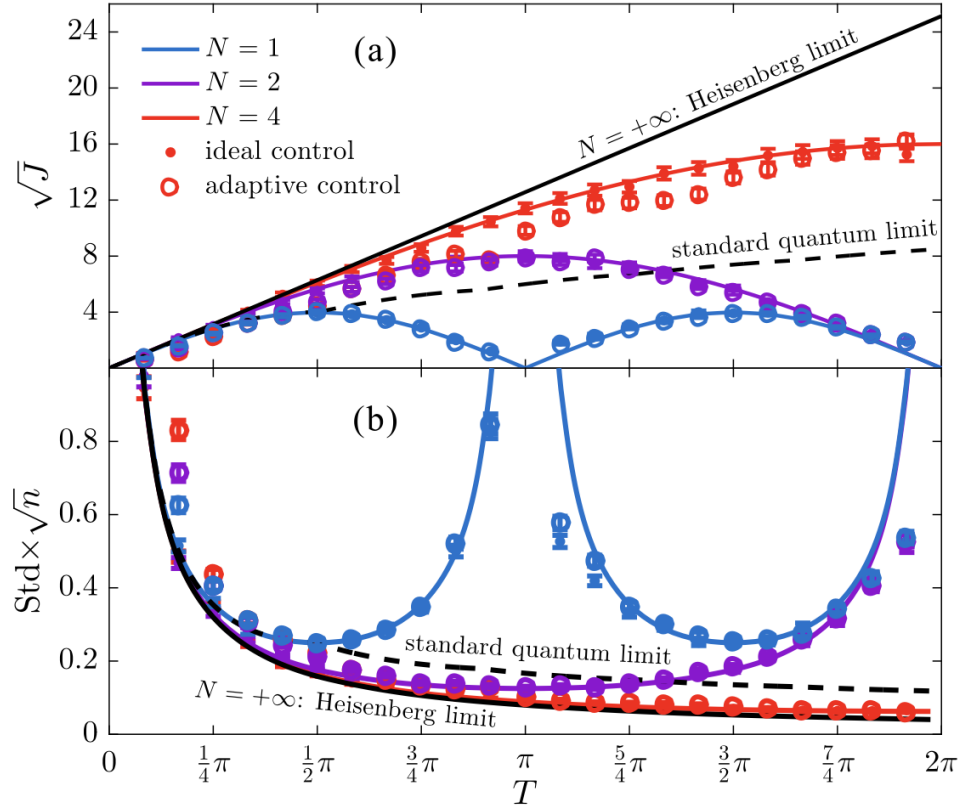 24
20
16
12
8
4
√J
(a)
N = 1
N = 2
N = 4
ideal control
adaptive control
N = +∞: Heisenberg limit
standard quantum limit
(b)
0.8
0.6
0.4
0.2
0
Std×√n
standard quantum limit
N = +∞: Heisenberg limit
0 1/4π 1/2π 3/4π π 5/4π 3/2π 7/4π 2π
T